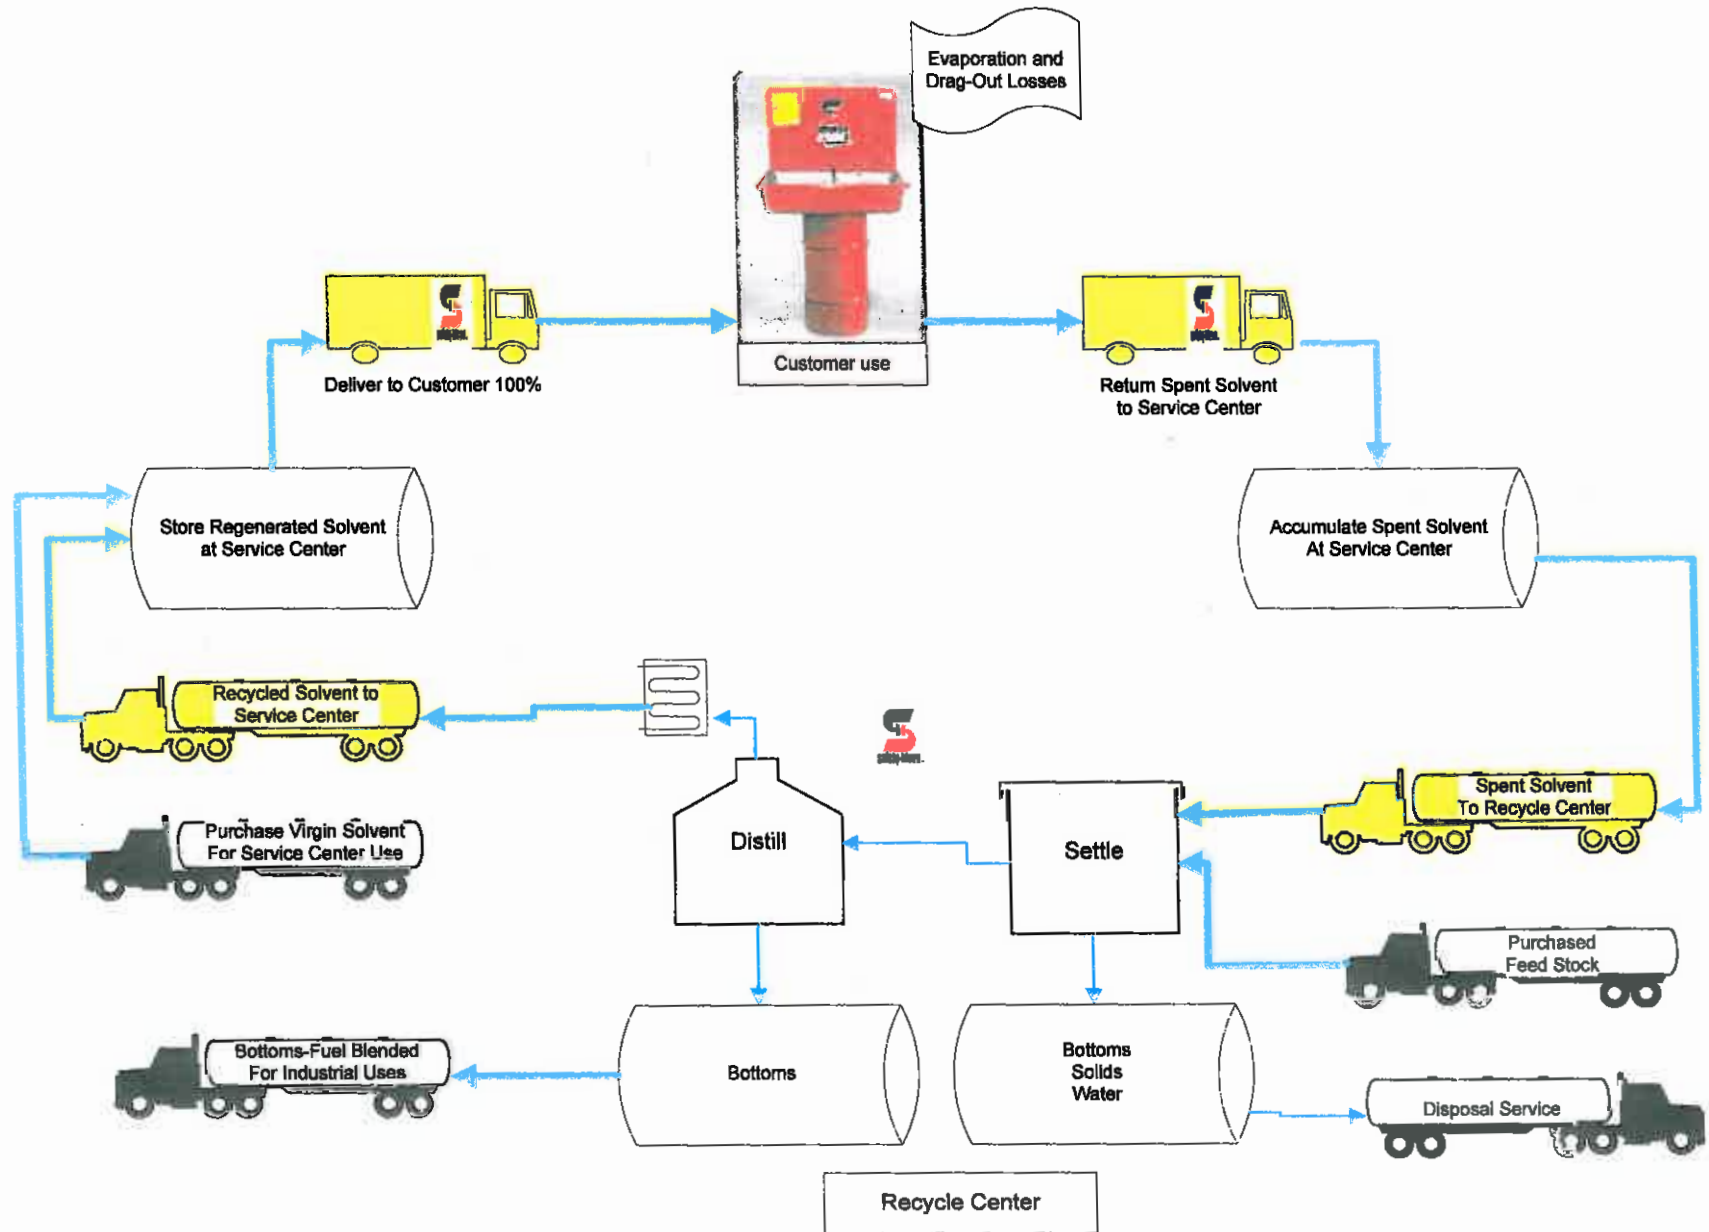 Evaporation and
Drag-Out Losses
Customer use
Deliver to Customer 100%
Return Spent Solvent
to Service Center
Store Regenerated Solvent
at Service Center
Accumulate Spent Solvent
At Service Center
Recycled Solvent to
Service Center
safety-kleen.
Spent Solvent
To Recycle Center
Purchase Virgin Solvent
For Service Center Use
Distill
Settle
Purchased
Feed Stock
Bottoms-Fuel Blended
For Industrial Uses
Bottoms
Bottoms
Solids
Water
Disposal Service
Recycle Center